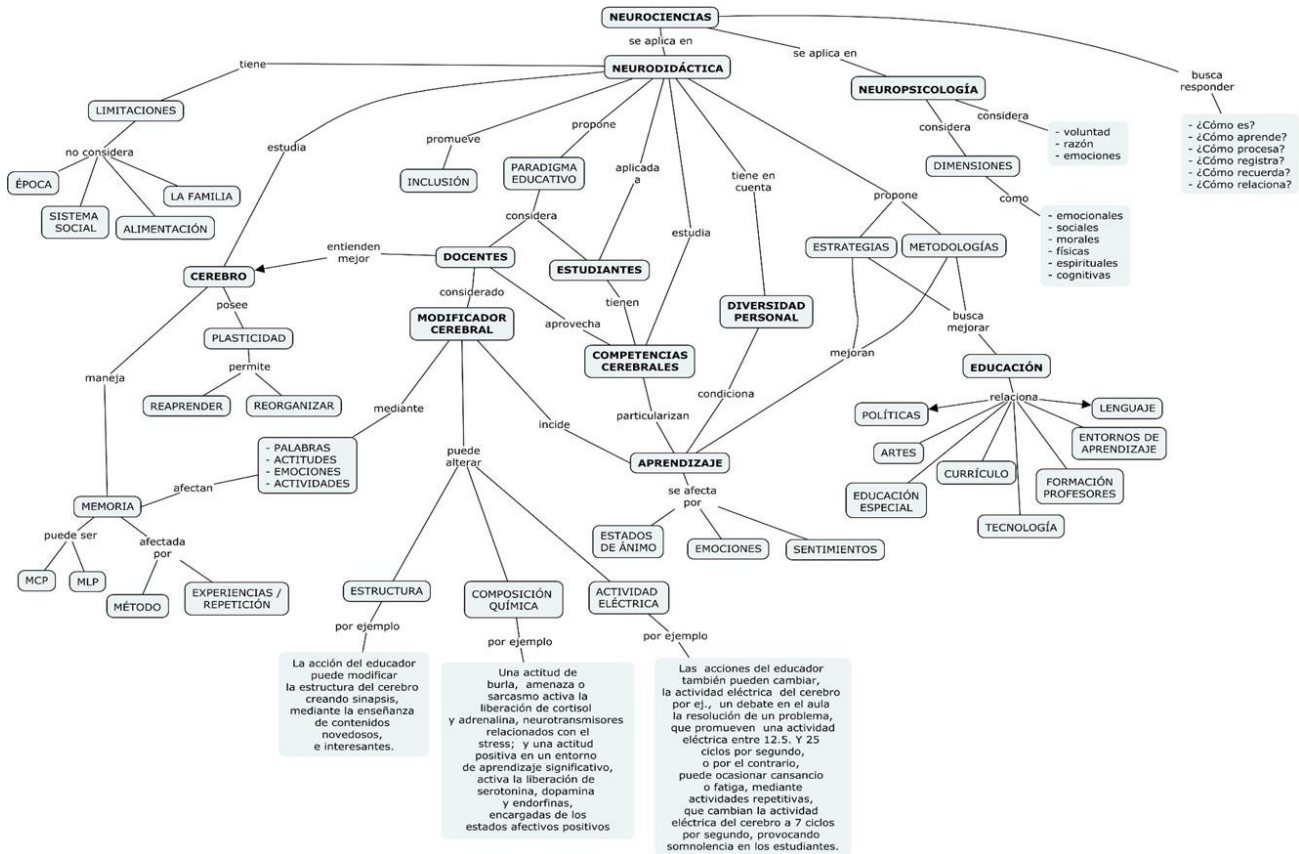 NEUROCIENCIAS
se aplica en
se aplica en
busca
responder
tiene
NEURODIDÁCTICA
NEUROPSICOLOGÍA
LIMITACIONES
no considera
ÉPOCA
SISTEMA
SOCIAL
ALIMENTACIÓN
LA FAMILIA
estudia
promueve
INCLUSIÓN
propone
PARADIGMA
EDUCATIVO
considera
aplicada
a
estudia
tiene en
cuenta
propone
considera
considera
- voluntad
- razón
- emociones
- ¿Cómo es?
- ¿Cómo aprende?
- ¿Cómo procesa?
- ¿Cómo registra?
- ¿Cómo recuerda?
- ¿Cómo relaciona?
DIMENSIONES
como
- emocionales
- sociales
- morales
- físicas
- espirituales
- cognitivas
ESTRATEGIAS
METODOLOGÍAS
entienden
mejor
DOCENTES
ESTUDIANTES
CEREBRO
posee
considerado
tienen
PLASTICIDAD
permite
REAPRENDER
REORGANIZAR
maneja
MODIFICADOR
CEREBRAL
aprovecha
COMPETENCIAS
CEREBRALES
DIVERSIDAD
PERSONAL
mejoran
busca
mejorar
EDUCACIÓN
relaciona
POLÍTICAS
LENGUAJE
ARTES
ENTORNOS DE
APRENDIZAJE
EDUCACIÓN
ESPECIAL
CURRÍCULO
FORMACIÓN
PROFESORES
TECNOLOGÍA
mediante
incide
particularizan
condiciona
- PALABRAS
- ACTITUDES
- EMOCIONES
- ACTIVIDADES
puede
alterar
APRENDIZAJE
se afecta
por
ESTADOS
DE ÁNIMO
EMOCIONES
SENTIMIENTOS
afectan
MEMORIA
puede ser
MCP
MLP
afectada
por
MÉTODO
EXPERIENCIAS /
REPETICIÓN
ESTRUCTURA
COMPOSICIÓN
QUÍMICA
ACTIVIDAD
ELÉCTRICA
por ejemplo
por ejemplo
por ejemplo
La acción del educador
puede modificar
la estructura del cerebro
creando sinapsis,
mediante la enseñanza
de contenidos
novedosos,
e interesantes.
Una actitud de
burla, amenaza o
sarcasmo activa la
liberación de cortisol
y adrenalina, neurotransmisores
relacionados con el
stress; y una actitud
positiva en un entorno
de aprendizaje significativo,
activa la liberación de
serotonina, dopamina
y endorfinas,
encargadas de los
estados afectivos positivos
Las acciones del educador
también pueden cambiar,
la actividad eléctrica del cerebro
por ej., un debate en el aula
la resolución de un problema,
que promueven una actividad
eléctrica entre 12.5. Y 25
ciclos por segundo,
o por el contrario,
puede ocasionar cansancio
o fatiga, mediante
actividades repetitivas,
que cambian la actividad
eléctrica del cerebro a 7 ciclos
por segundo, provocando
somnolencia en los estudiantes.